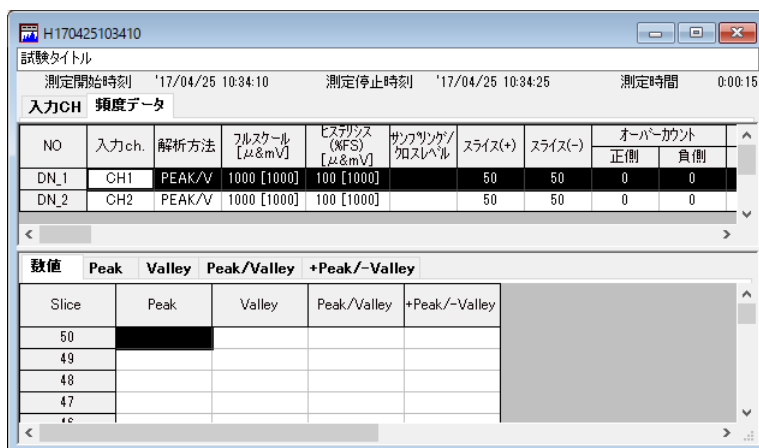 H170425103410
試験タイトル
測定開始時刻 '17/04/25 10:34:10 測定停止時刻 '17/04/25 10:34:25 測定時間 0:00:15
入力CH 頻度データ
NO 入力ch. 解析方法 フルスケール [μ&mV] ヒステリシス (%FS) [μ&mV] サンプリング/クロスレベル スライス(+) スライス(-) オーバーカウント 正側 負側
DN_1 CH1 PEAK/V 1000 [1000] 100 [1000] 50 50 0 0
DN_2 CH2 PEAK/V 1000 [1000] 100 [1000] 50 50 0 0
数値 Peak Valley Peak/Valley +Peak/-Valley
Slice Peak Valley Peak/Valley +Peak/-Valley
50
49
48
47